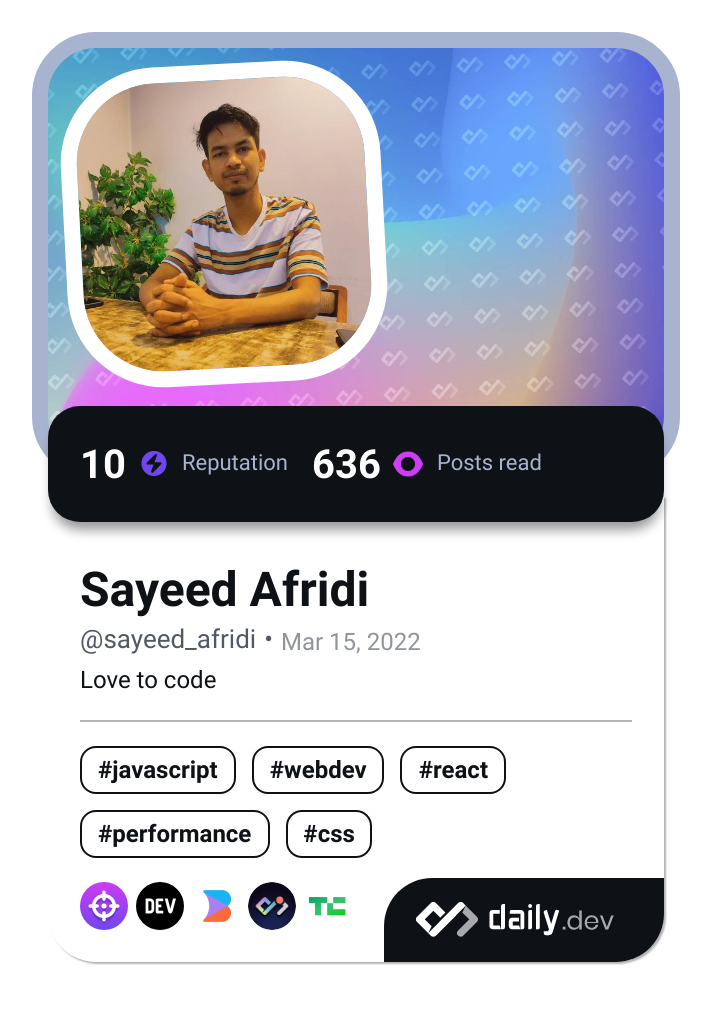 10 Reputation 636 Posts read
Sayeed Afridi
@sayeed_afridi • Mar 15, 2022
Love to code
#javascript #webdev #react
#performance #css
DEV TC daily.dev